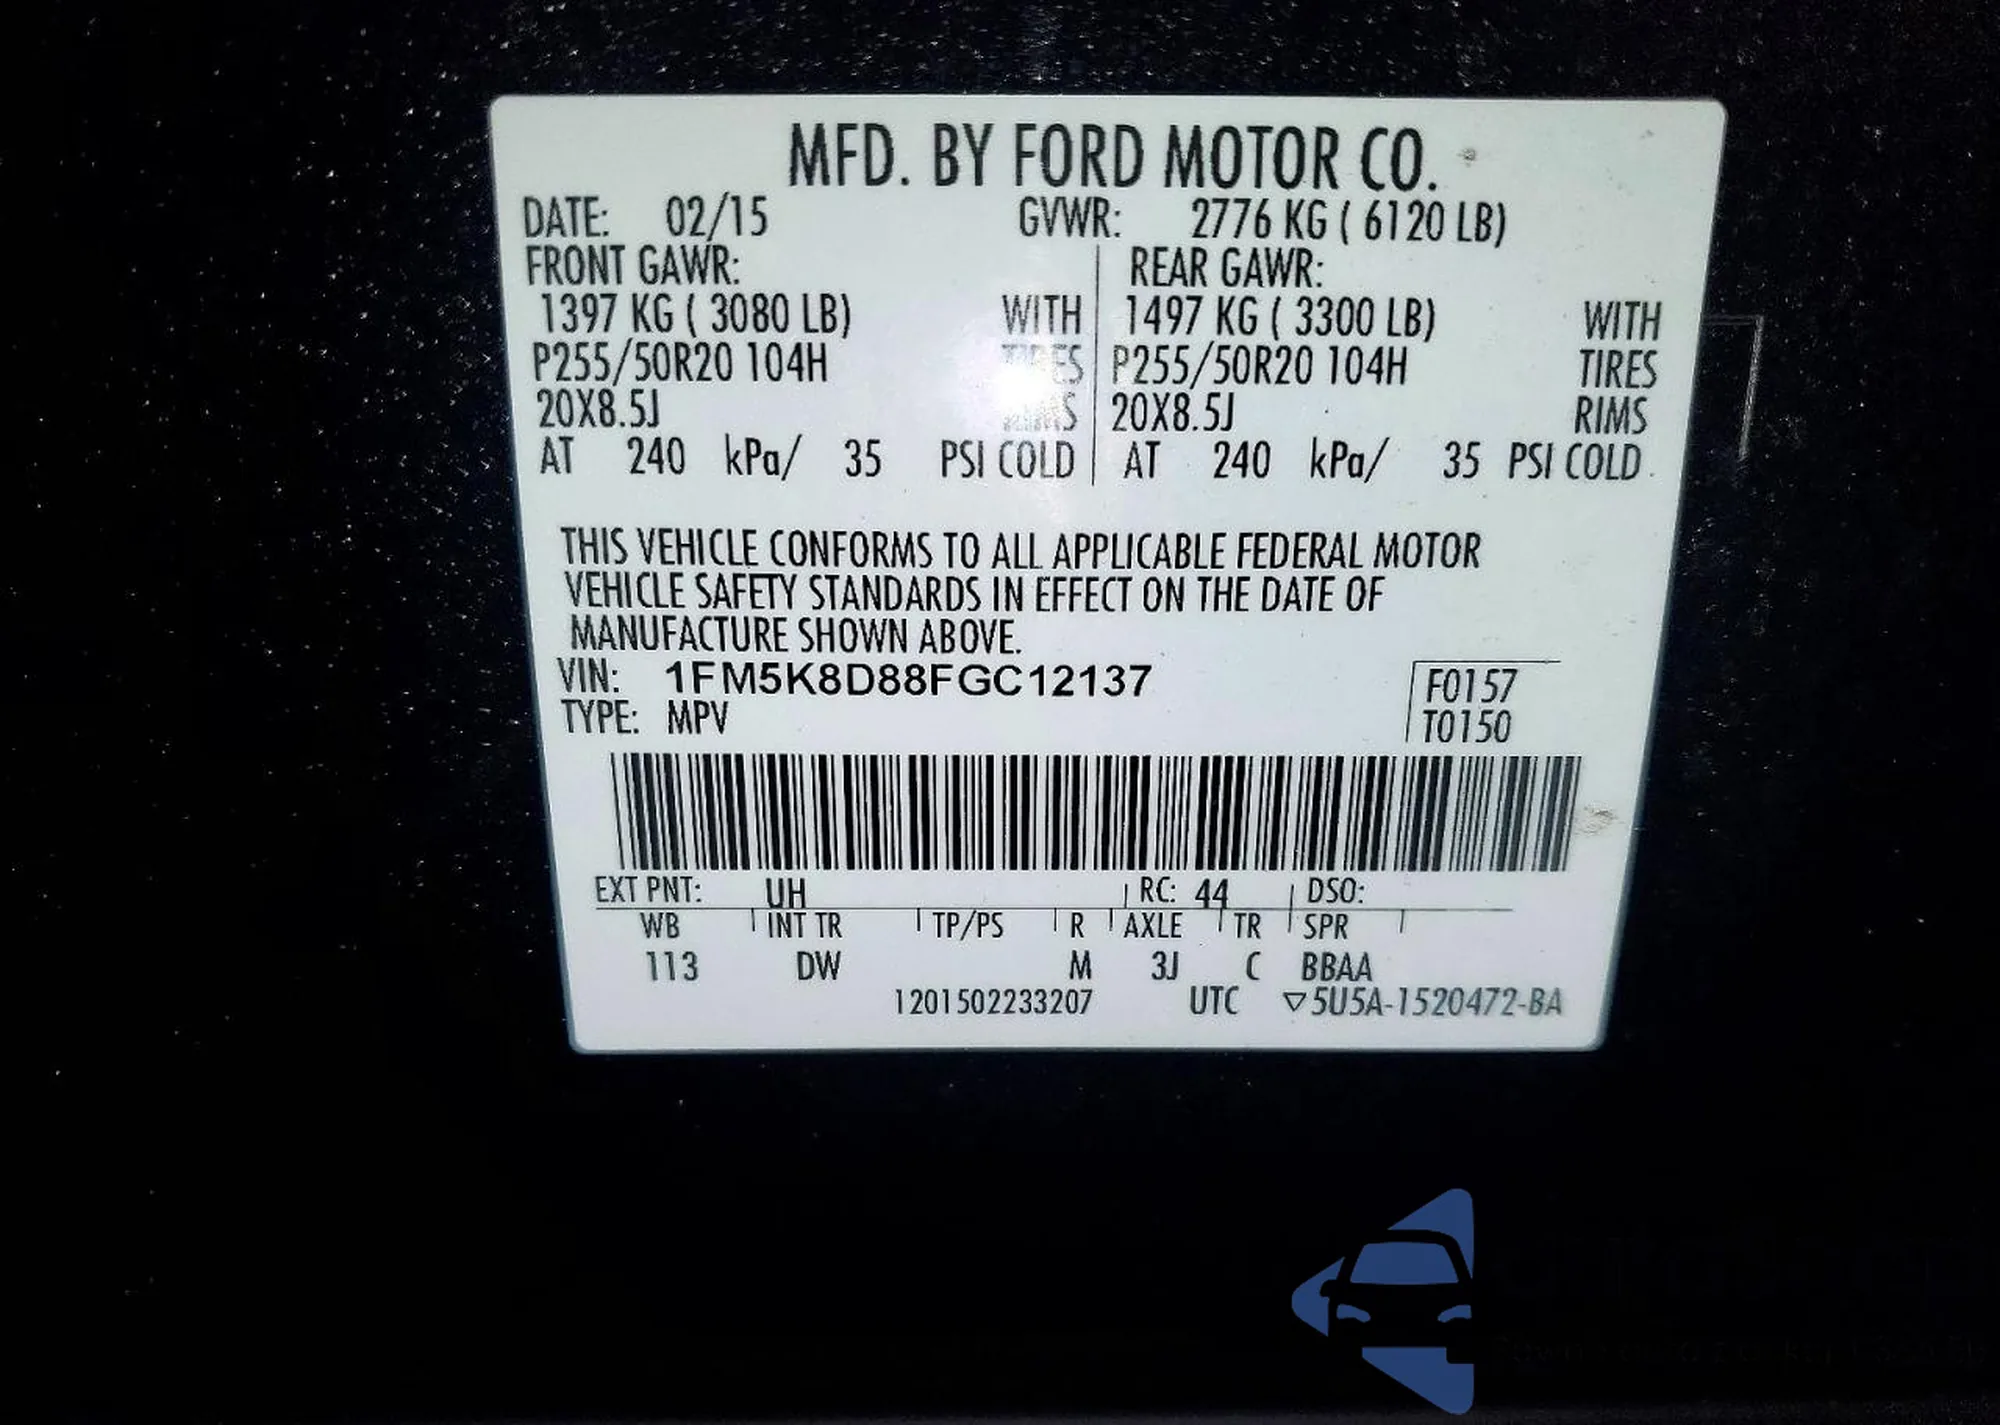 MFD. BY FORD MOTOR CO.
DATE: 02/15 GVWR: 2776 KG ( 6120 LB)
FRONT GAWR: REAR GAWR:
1397 KG ( 3080 LB) WITH 1497 KG ( 3300 LB) WITH
P255/50R20 104H TIRES P255/50R20 104H TIRES
20X8.5J RIMS 20X8.5J RIMS
AT 240 kPa/ 35 PSI COLD AT 240 kPa/ 35 PSI COLD
THIS VEHICLE CONFORMS TO ALL APPLICABLE FEDERAL MOTOR
VEHICLE SAFETY STANDARDS IN EFFECT ON THE DATE OF
MANUFACTURE SHOWN ABOVE.
VIN: 1FM5K8D88FGC12137 F0157
TYPE: MPV T0150
EXT PNT: UH RC: 44 DSO:
WB INT TR TP/PS R AXLE TR SPR
113 DW M 3J C BBAA
1201502233207 UTC ▽5U5A-1520472-BA